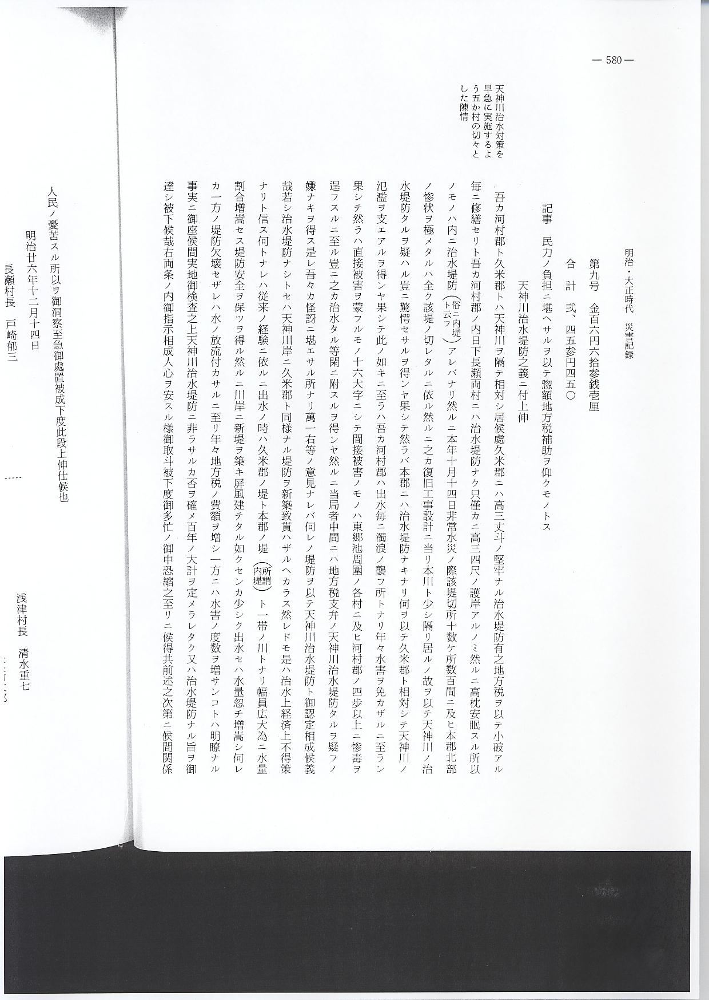 ― 580 ―
明治・大正時代　災害記録
第九号　金百六円六拾参銭壱厘
合　計　弐、四五参円四五〇
記事　民力ノ負担ニ堪ヘサルヲ以テ惣額地方税補助ヲ仰クモノトス
天神川治水堤防之義ニ付上伸
天神川治水対策を
早急に実施するよ
う五か村の切々と
した陳情
吾カ河村郡ト久米郡トハ天神川ヲ隔テ相対シ居候處久米郡ニハ高三丈斗ノ堅牢ナル治水堤防有之地方税ヲ以テ小破アル
毎ニ修繕セリト吾カ河村郡ノ内日下長瀬両村ニハ治水堤防ナク只僅カニ高三四尺ノ護岸アルノミ然ルニ高枕安眠スル所以
ノモノハ内ニ治水堤防（俗ニ内堤ト云フ）アレバナリ然ルニ本年十月十四日非常水災ノ際該堤切所十数ケ所数百間ニ及ヒ本郡北部
ノ惨状ヲ極メタルハ全ク該堤ノ切レタルニ依ル然ルニ之カ復旧工事設計ニ当リ本川ト少シ隔リ居ルノ故ヲ以テ天神川ノ治
水堤防タルヲ疑ハル豈ニ驚愕セサルヲ得ンヤ果シテ然ラバ本郡ニハ治水堤防ナキナリ何ヲ以テ久米郡ト相対シテ天神川ノ
氾濫ヲ支エアルヲ得ンヤ果シテ此ノ如キニ至ラハ吾カ河村郡ハ出水毎ニ濁浪ノ襲フ所トナリ年々水害ヲ免カザルニ至ラン
果シテ然ラハ直接被害ヲ蒙フルモノ十六大字ニシテ間接被害ノモノハ東郷池周囲ノ各村ニ及ヒ河村郡ノ四歩以上ニ惨毒ヲ
逞フスルニ至ル豈ニ之カ治水タル等閑ニ附スルヲ得ンヤ然ルニ当局者中間ニハ地方税支弁ノ天神川治水堤防タルヲ疑フノ
嫌ナキヲ得ス是レ吾々カ怪訝ニ堪エサル所ナリ萬一右等ノ意見ナレバ何レノ堤防ヲ以テ天神川治水堤防ト御認定相成候義
哉若シ治水堤防ナシトセハ天神川岸ニ久米郡ト同様ナル堤防ヲ新築致貰ハザルヘカラス然レドモ是ハ治水上経済上不得策
ナリト信ス何トナレハ従来ノ経験ニ依ルニ出水ノ時ハ久米郡ノ堤ト本郡ノ堤（所謂内堤）ト一帯ノ川トナリ幅員広大為ニ水量
割合増嵩セス堤防安全ヲ保ツヲ得ル然ルニ川岸ニ新堤ヲ築キ屏風建テタル如クセンカ少シク出水セハ水量忽チ増嵩シ何レ
カ一方ノ堤防欠壊セザレハ水ノ放流付カサルニ至リ年々地方税ノ費額ヲ増シ一方ニハ水害ノ度数ヲ増サンコトハ明瞭ナル
事実ニ御座候間実地御検査之上天神川治水堤防ニ非ラサルカ否ヲ確メ百年ノ大計ヲ定メラレタク又ハ治水堤防ナル旨ヲ御
達シ被下候哉右両条ノ内御指示相成人心ヲ安スル様御取斗被下度御多忙ノ御中恐縮之至リニ候得共前述之次第ニ候間関係
人民ノ憂苦スル所以ヲ御洞察至急御處置被成下度此段上伸仕候也
明治廿六年十二月十四日
浅津村長　清水重七
長瀬村長　戸崎郁三